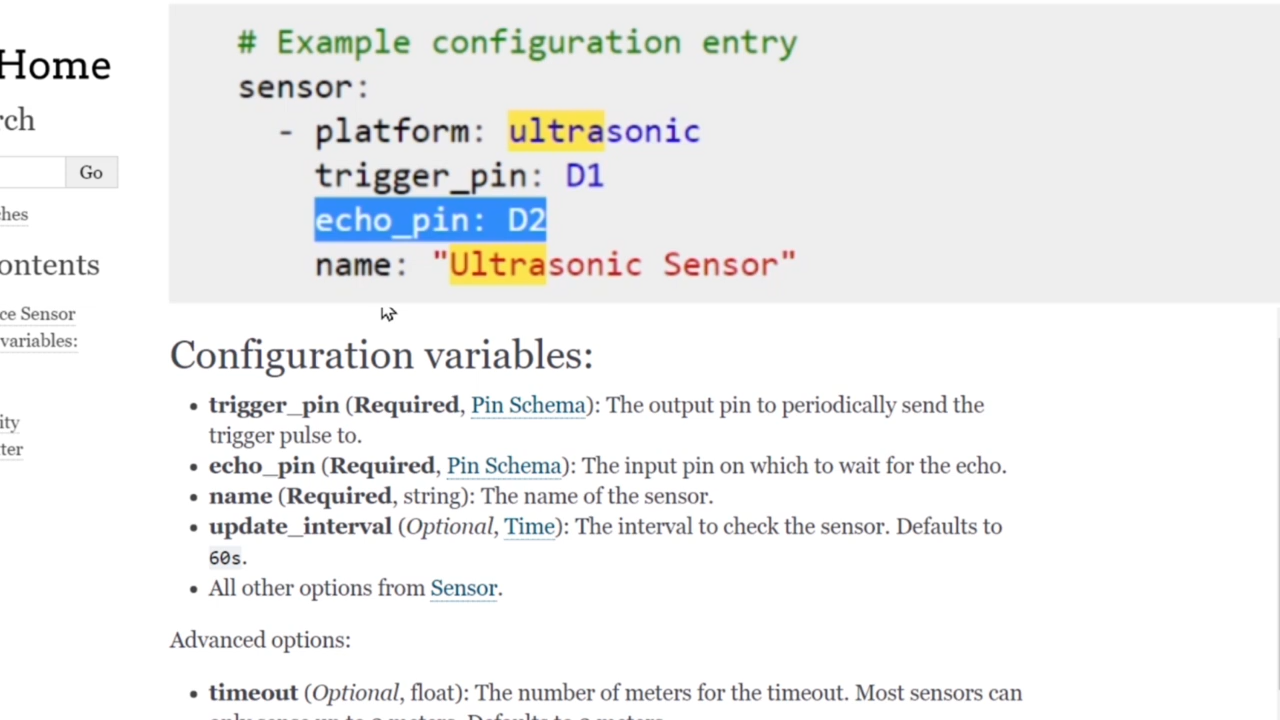 # Example configuration entry
Home
sensor:
rch
- platform: ultrasonic
Go
trigger_pin: D1
ches
echo_pin: D2
ontents
name: "Ultrasonic Sensor"
ce Sensor
variables:
Configuration variables:
• trigger_pin (Required, Pin Schema): The output pin to periodically send the
trigger pulse to.
ity
ter
• echo_pin (Required, Pin Schema): The input pin on which to wait for the echo.
• name (Required, string): The name of the sensor.
• update_interval (Optional, Time): The interval to check the sensor. Defaults to
60s.
• All other options from Sensor.
Advanced options:
• timeout (Optional, float): The number of meters for the timeout. Most sensors can